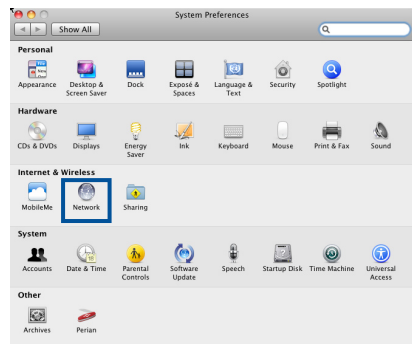 System Preferences
Show All
Personal
Appearance
Desktop &
Screen Saver
Dock
Exposé &
Spaces
Language &
Text
Security
Spotlight
Hardware
CDs & DVDs
Displays
Energy
Saver
Ink
Keyboard
Mouse
Print & Fax
Sound
Internet & Wireless
MobileMe
Network
Sharing
System
Accounts
Date & Time
Parental
Controls
Software
Update
Speech
Startup Disk
Time Machine
Universal
Access
Other
Archives
Perian